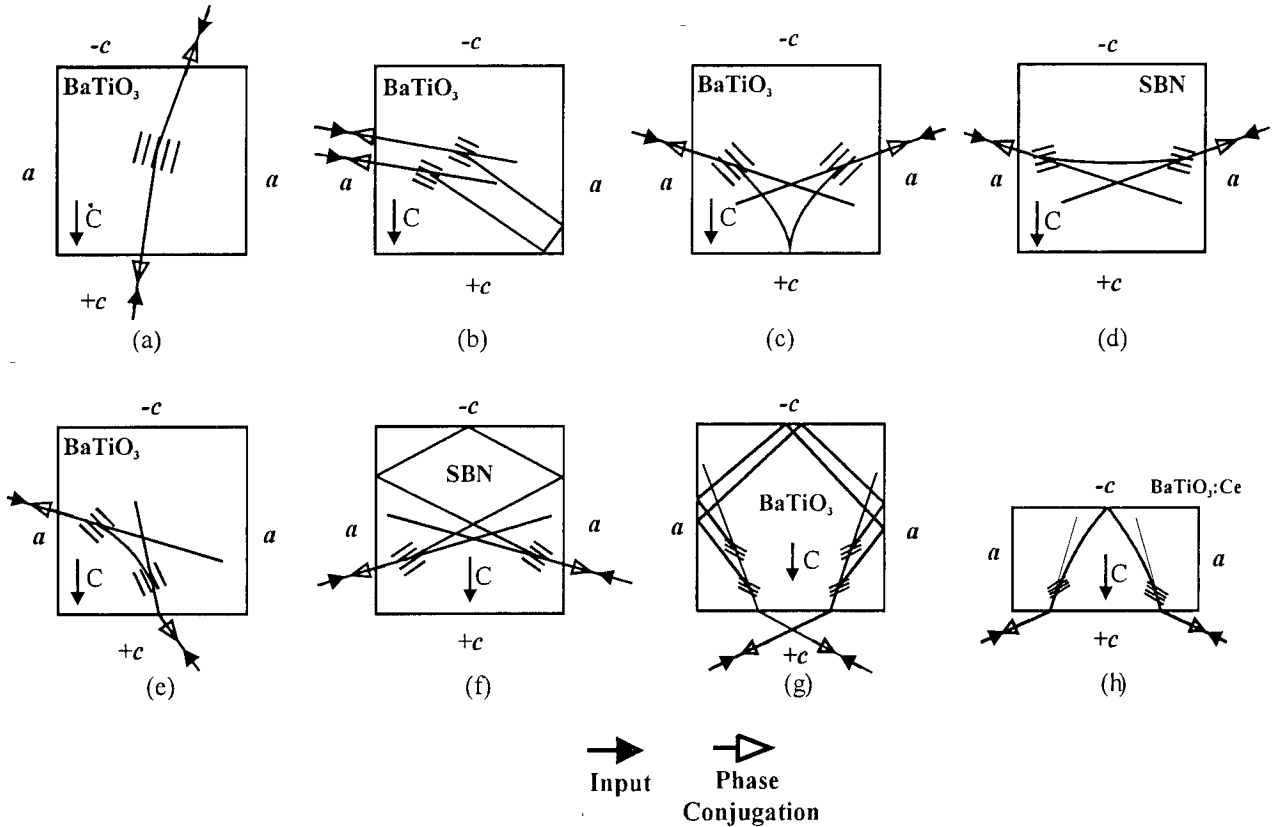 -c
BaTiO₃
a
a
C
+c
(a)
-c
BaTiO₃
a
a
C
+c
(b)
-c
BaTiO₃
a
a
C
+c
(c)
-c
SBN
a
a
C
+c
(d)
-c
BaTiO₃
a
a
C
+c
(e)
-c
SBN
a
a
C
+c
(f)
-c
BaTiO₃
a
a
C
+c
(g)
-c
BaTiO₃:Ce
a
a
C
+c
(h)
Input
Phase
Conjugation